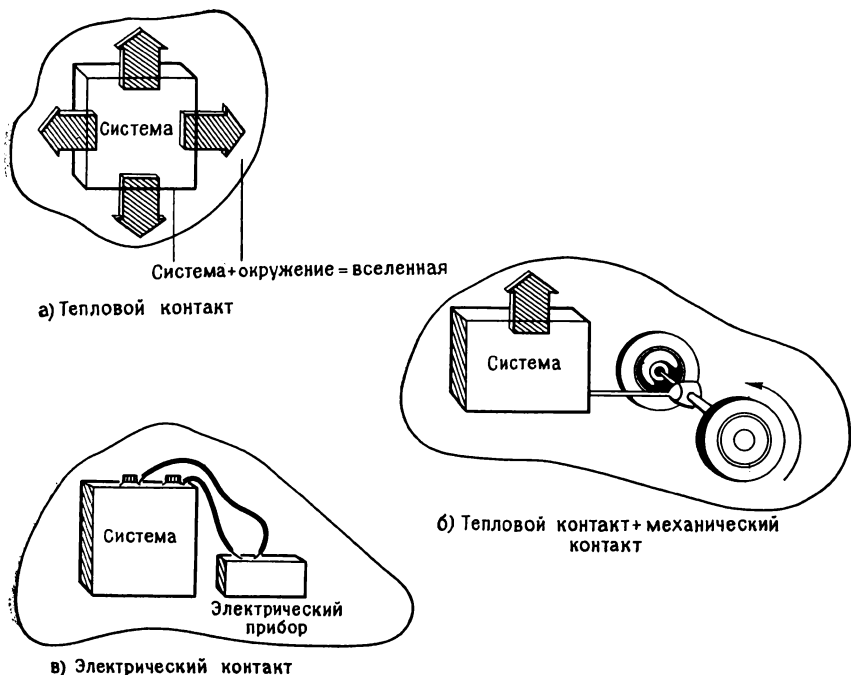 Система
Система+окружение=вселенная
а) Тепловой контакт
Система
б) Тепловой контакт+механический
контакт
Система
Электрический
прибор
в) Электрический контакт